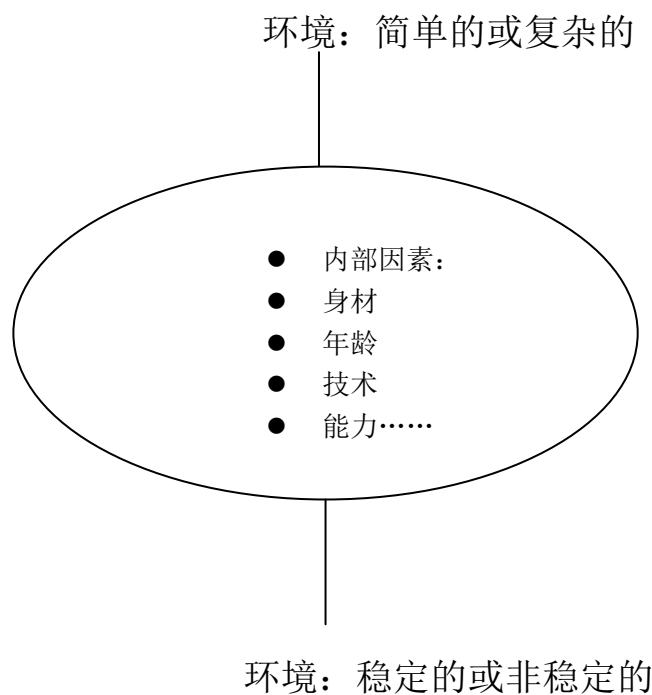 环境：简单的或复杂的
● 内部因素：
● 身材
● 年龄
● 技术
● 能力……
环境：稳定的或非稳定的